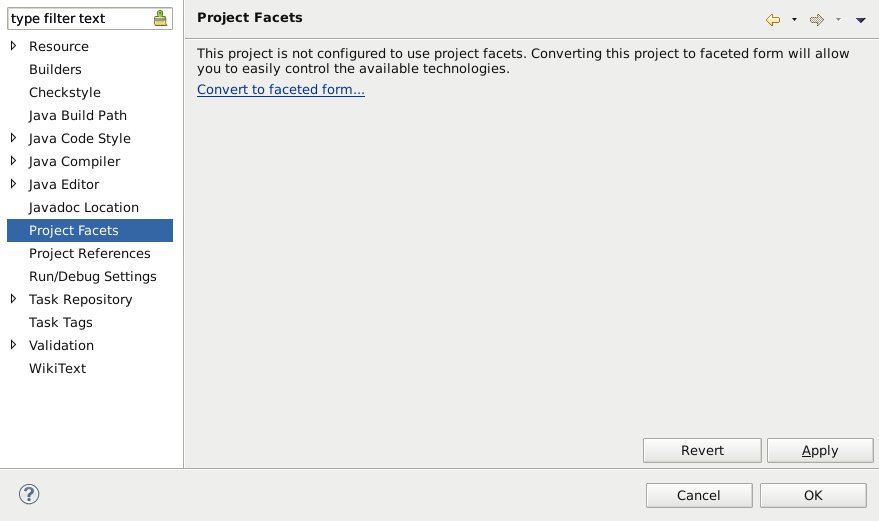 type filter text
Resource
Builders
Checkstyle
Java Build Path
Java Code Style
Java Compiler
Java Editor
Javadoc Location
Project Facets
Project References
Run/Debug Settings
Task Repository
Task Tags
Validation
WikiText
Project Facets
This project is not configured to use project facets. Converting this project to faceted form will allow
you to easily control the available technologies.
Convert to faceted form...
Revert
Apply
?
Cancel
OK